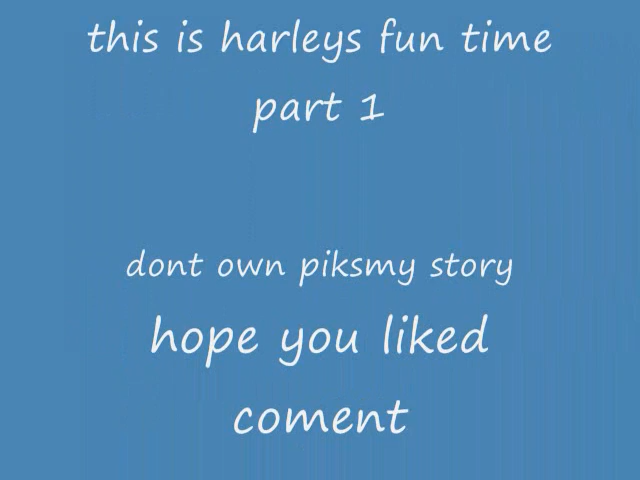 this is harleys fun time
part 1
dont own piksmy story
hope you liked
coment